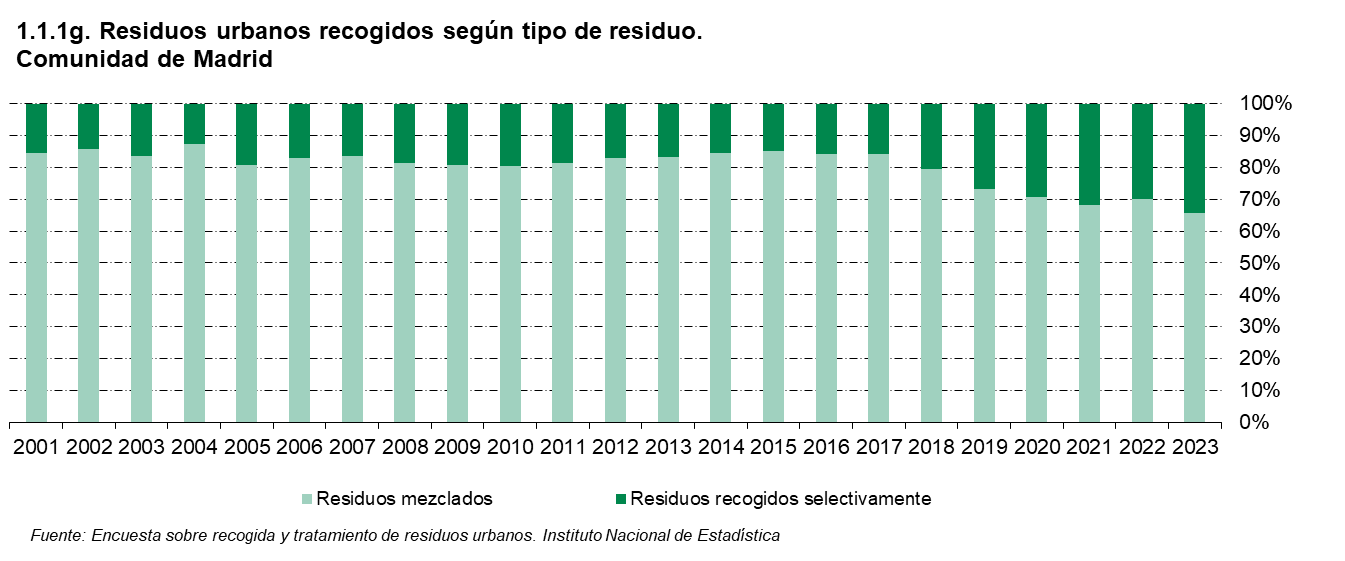 1.1.1g. Residuos urbanos recogidos según tipo de residuo.
Comunidad de Madrid
100%
90%
80%
70%
60%
50%
40%
30%
20%
10%
0%
2001 2002 2003 2004 2005 2006 2007 2008 2009 2010 2011 2012 2013 2014 2015 2016 2017 2018 2019 2020 2021 2022 2023
Residuos mezclados Residuos recogidos selectivamente
Fuente: Encuesta sobre recogida y tratamiento de residuos urbanos. Instituto Nacional de Estadística